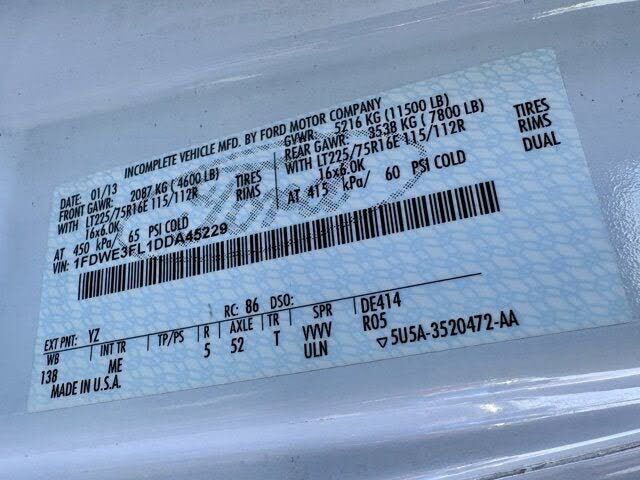 INCOMPLETE VEHICLE MFD. BY FORD MOTOR COMPANY
DATE: 01/13 GVWR: 5216 KG (11500 LB)
FRONT GAWR: 2087 KG (4600 LB) REAR GAWR: 3538 KG (7800 LB)
WITH LT225/75R16E 115/112R TIRES WITH LT225/75R16E 115/112R TIRES
16x6.0K RIMS 16x6.0K RIMS
AT 450 kPa/ 65 PSI COLD AT 415 kPa/ 60 PSI COLD DUAL
VIN: 1FDWE3FL1DDA45229
EXT PNT: YZ RC: 86 DSO:
WB INT TR TP/PS R AXLE TR SPR DE414
138 ME 5 52 T VVVV R05
ULN
MADE IN U.S.A. ▽5U5A-3520472-AA